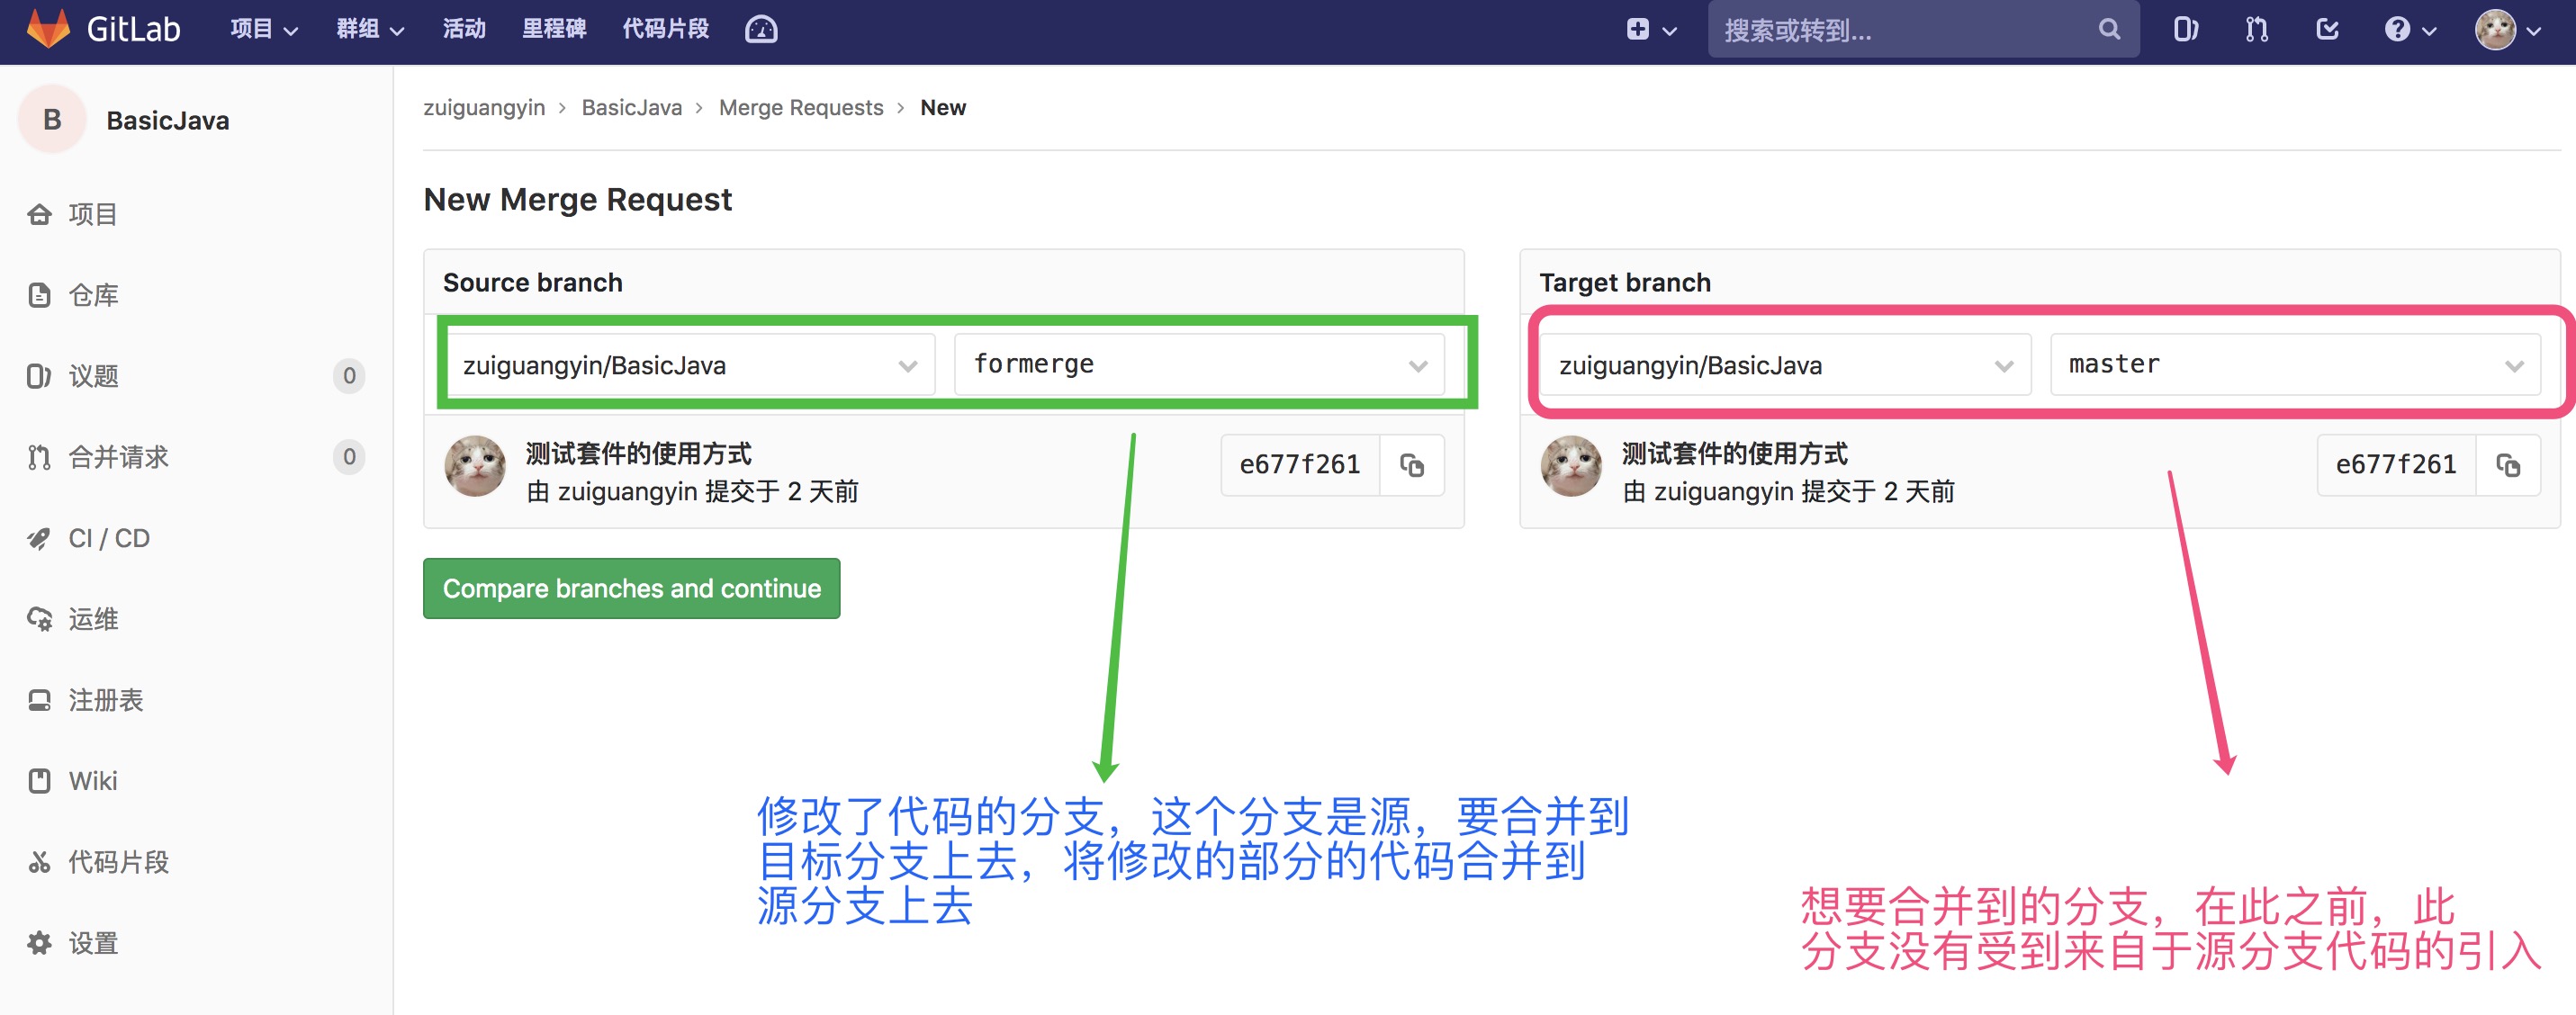 GitLab 项目 群组 活动 里程碑 代码片段 搜索或转到...
B BasicJava
项目
仓库
议题 0
合并请求 0
CI / CD
运维
注册表
Wiki
代码片段
设置
zuiguangyin › BasicJava › Merge Requests › New
New Merge Request
Source branch
zuiguangyin/BasicJava formerge
测试套件的使用方式
由 zuiguangyin 提交于 2 天前
e677f261
Target branch
zuiguangyin/BasicJava master
测试套件的使用方式
由 zuiguangyin 提交于 2 天前
e677f261
Compare branches and continue
修改了代码的分支，这个分支是源，要合并到
目标分支上去，将修改的部分的代码合并到
源分支上去
想要合并到的分支，在此之前，此
分支没有受到来自于源分支代码的引入